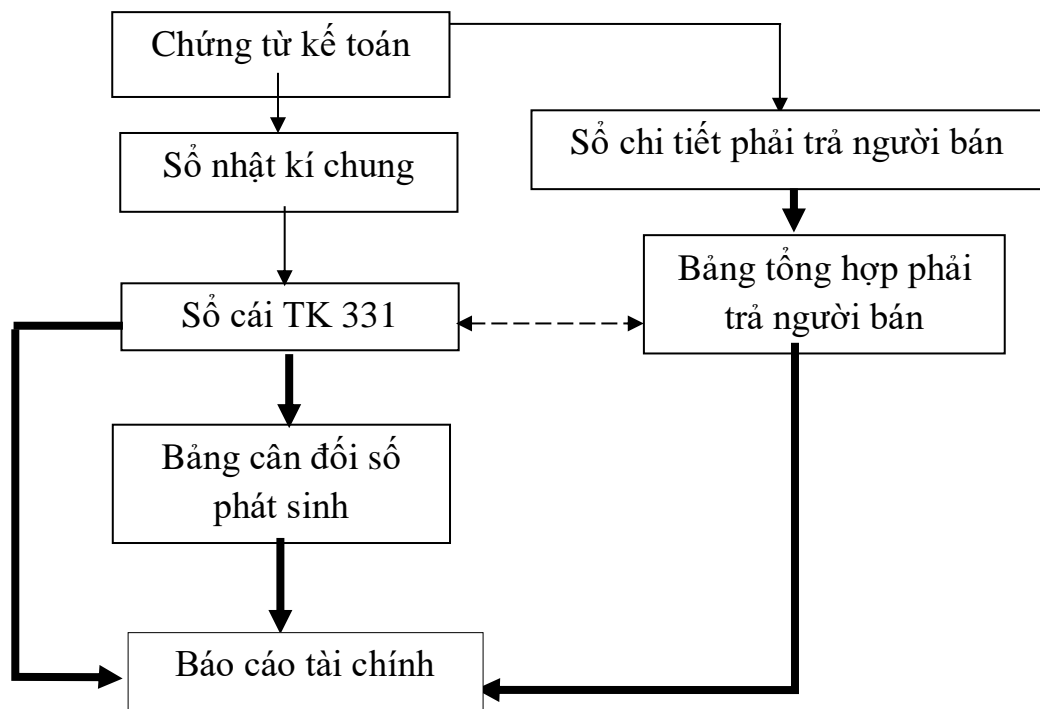 Chứng từ kế toán
Sổ nhật kí chung
Sổ chi tiết phải trả người bán
Sổ cái TK 331
Bảng tổng hợp phải
trả người bán
Bảng cân đối số
phát sinh
Báo cáo tài chính